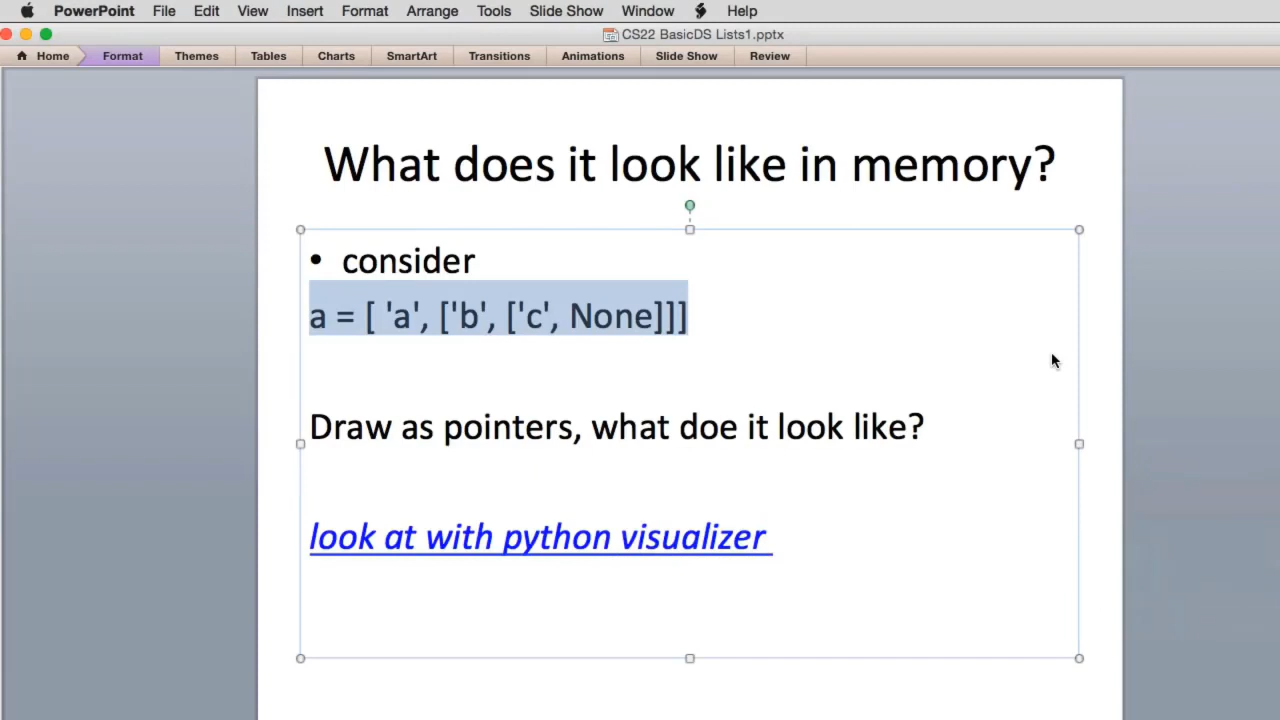 PowerPoint File Edit View Insert Format Arrange Tools Slide Show Window Help
CS22 BasicDS Lists1.pptx
Home Format Themes Tables Charts SmartArt Transitions Animations Slide Show Review
What does it look like in memory?
• consider
a = [ 'a', ['b', ['c', None]]]
Draw as pointers, what doe it look like?
look at with python visualizer